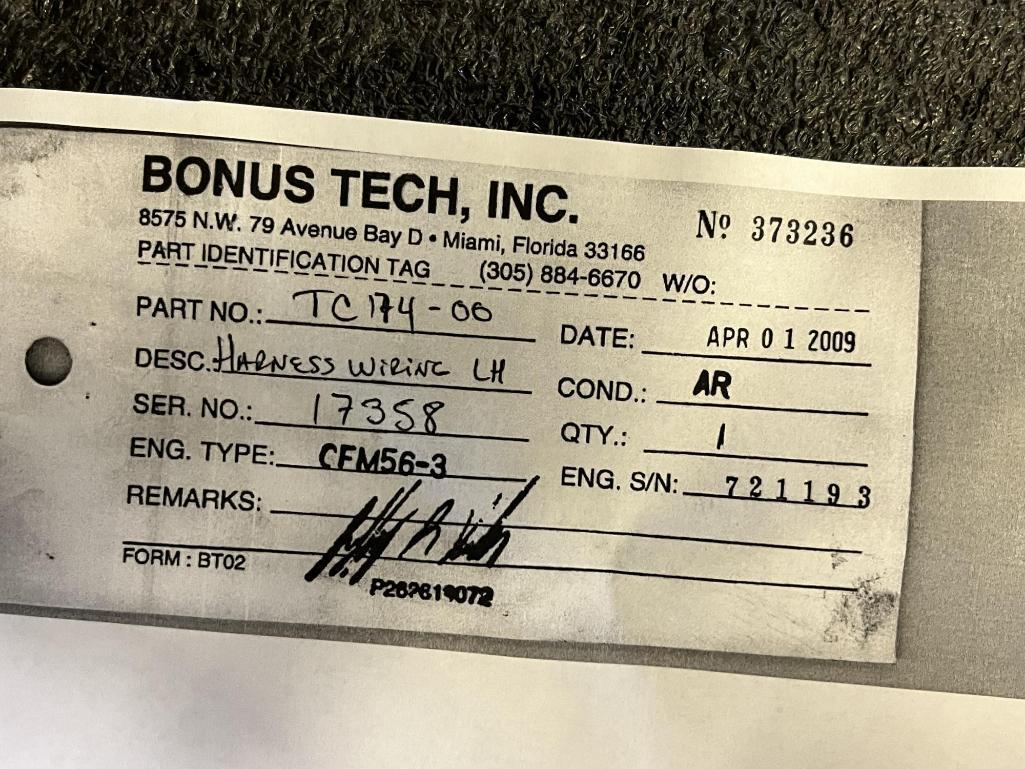 BONUS TECH, INC.
Nº 373236
8575 N.W. 79 Avenue Bay D • Miami, Florida 33166
PART IDENTIFICATION TAG (305) 884-6670 W/O:
PART NO.: TC174-00
DATE: APR 01 2009
DESC. HARNESS WIRING LH
COND.: AR
SER. NO.: 17358
QTY.: 1
ENG. TYPE: CFM56-3
ENG. S/N: 721193
REMARKS:
FORM : BT02